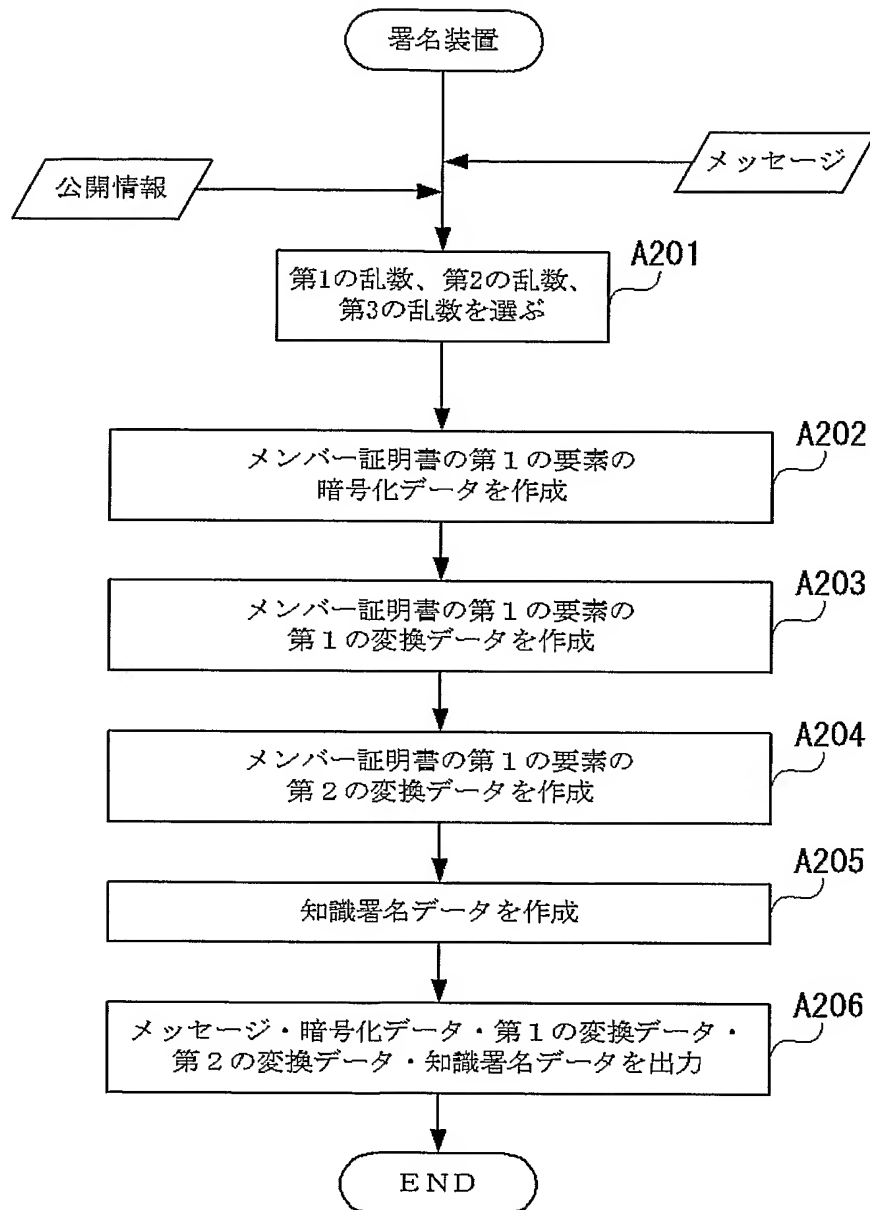 署名装置
メッセージ
公開情報
A201
第1の乱数、第2の乱数、
第3の乱数を選ぶ
A202
メンバー証明書の第１の要素の
暗号化データを作成
A203
メンバー証明書の第１の要素の
第１の変換データを作成
A204
メンバー証明書の第１の要素の
第２の変換データを作成
A205
知識署名データを作成
A206
メッセージ・暗号化データ・第１の変換データ・
第２の変換データ・知識署名データを出力
END